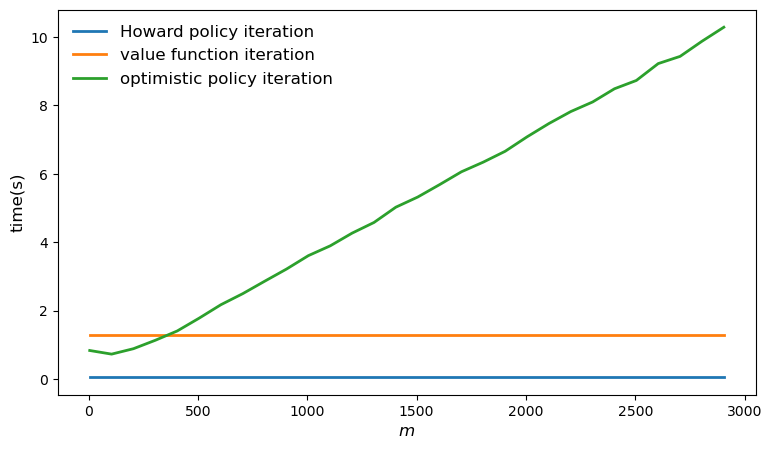 Howard policy iteration
value function iteration
optimistic policy iteration
10
8
6
4
2
0
time(s)
0 500 1000 1500 2000 2500 3000
m